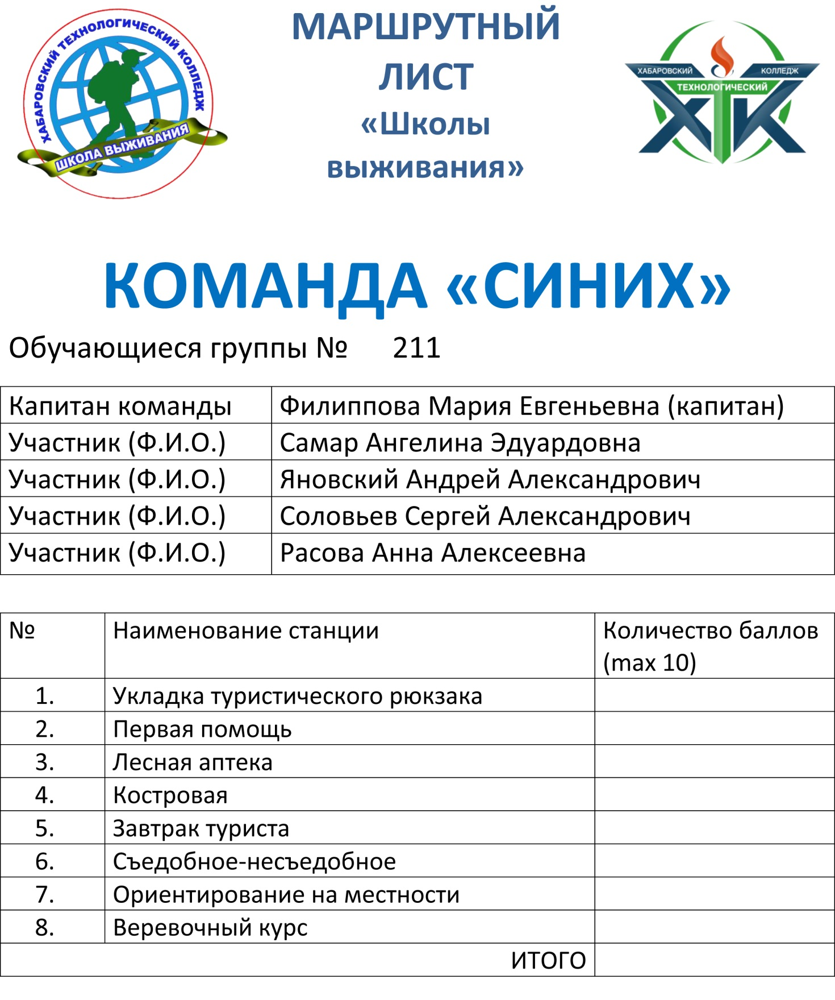 ХАБАРОВСКИЙ ТЕХНОЛОГИЧЕСКИЙ КОЛЛЕДЖ
ШКОЛА ВЫЖИВАНИЯ
МАРШРУТНЫЙ
ЛИСТ
«Школы
выживания»
ХАБАРОВСКИЙ КОЛЛЕДЖ
ТЕХНОЛОГИЧЕСКИЙ
ХТК
КОМАНДА «СИНИХ»
Обучающиеся группы № 211
Капитан команды Филиппова Мария Евгеньевна (капитан)
Участник (Ф.И.О.) Самар Ангелина Эдуардовна
Участник (Ф.И.О.) Яновский Андрей Александрович
Участник (Ф.И.О.) Соловьев Сергей Александрович
Участник (Ф.И.О.) Расова Анна Алексеевна
№ Наименование станции Количество баллов
(max 10)
1. Укладка туристического рюкзака
2. Первая помощь
3. Лесная аптека
4. Костровая
5. Завтрак туриста
6. Съедобное-несъедобное
7. Ориентирование на местности
8. Веревочный курс
ИТОГО